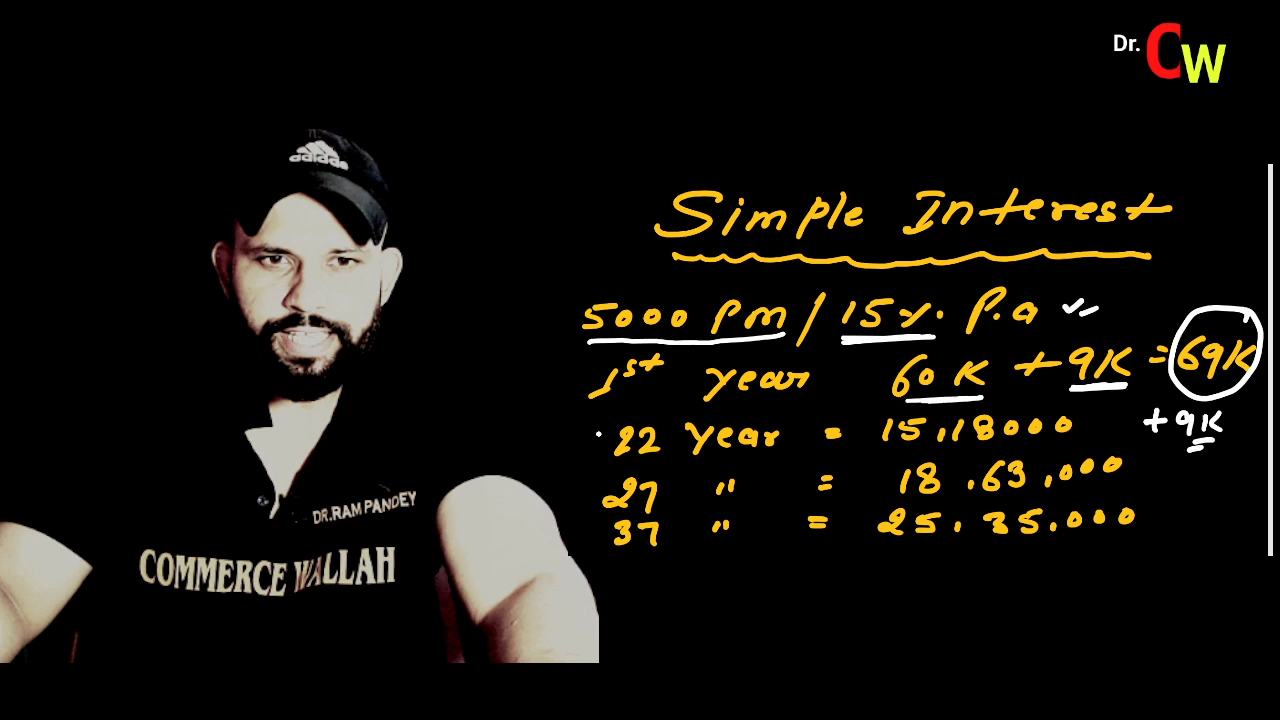 Dr. CW
adidas
Simple Interest
5000 Pm / 15%. P.a
1st year 60K + 9K = 69K
+ 9K
22 year = 15,18000
27 " = 18.63,000
37 " = 25.35.000
DR.RAM PANDEY
COMMERCE WALLAH